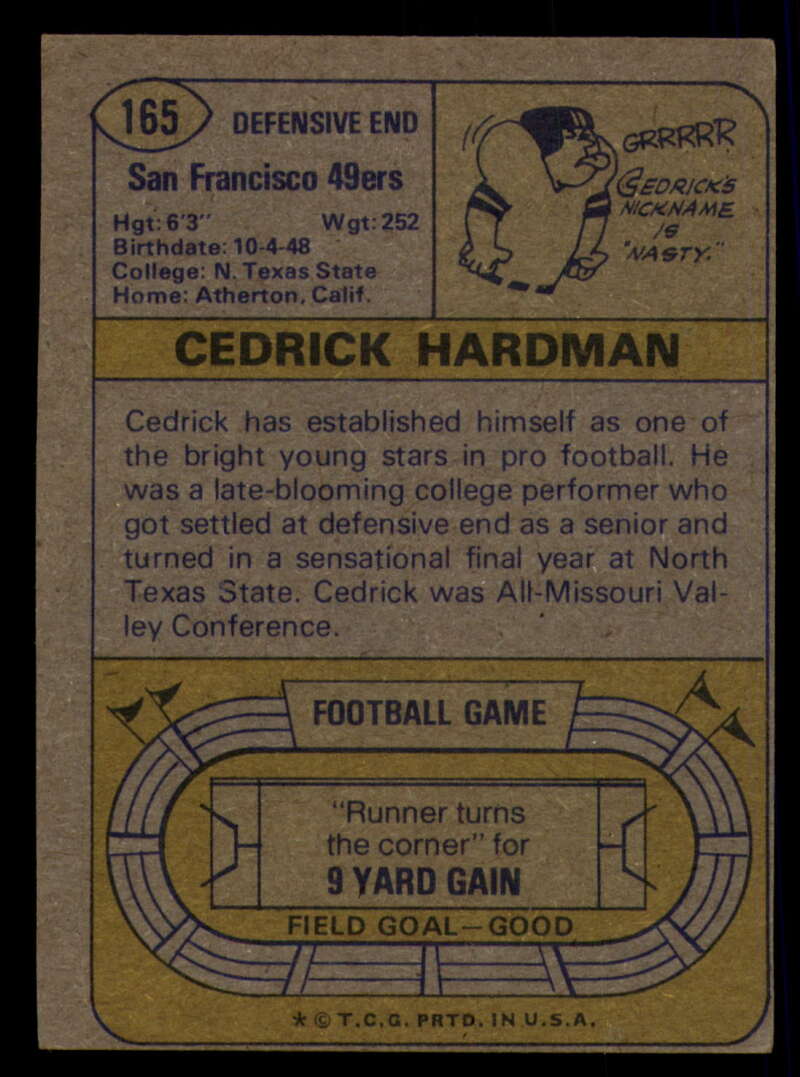 165
DEFENSIVE END
San Francisco 49ers
Hgt: 6'3" Wgt: 252
Birthdate: 10-4-48
College: N. Texas State
Home: Atherton, Calif.
GRRRRR
CEDRICK'S
NICKNAME
IS
"NASTY."
CEDRICK HARDMAN
Cedrick has established himself as one of
the bright young stars in pro football. He
was a late-blooming college performer who
got settled at defensive end as a senior and
turned in a sensational final year at North
Texas State. Cedrick was All-Missouri Val-
ley Conference.
FOOTBALL GAME
"Runner turns
the corner" for
9 YARD GAIN
FIELD GOAL—GOOD
* © T.C.G. PRTD. IN U.S.A.